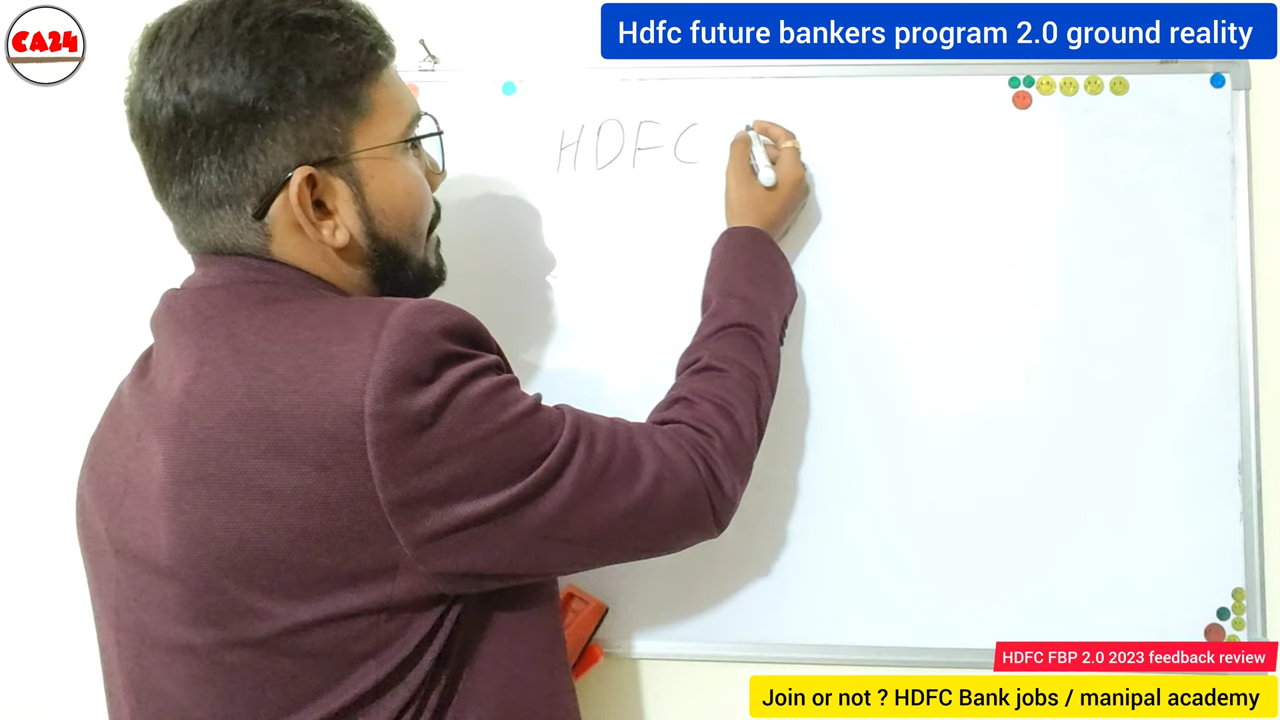 CA24
Hdfc future bankers program 2.0 ground reality
HDFC
HDFC FBP 2.0 2023 feedback review
Join or not ? HDFC Bank jobs / manipal academy